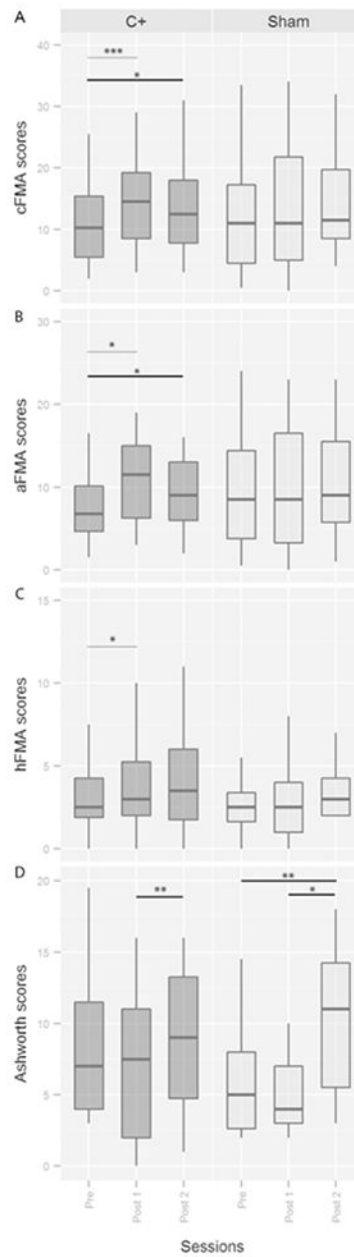 A
C+
Sham
40
***
*
30
20
10
0
cFMA scores
B
30
*
*
20
10
0
aFMA scores
C
15
*
10
5
0
hFMA scores
D
20
**
**
*
15
10
5
0
Ashworth scores
Pre
Post 1
Post 2
Pre
Post 1
Post 2
Sessions